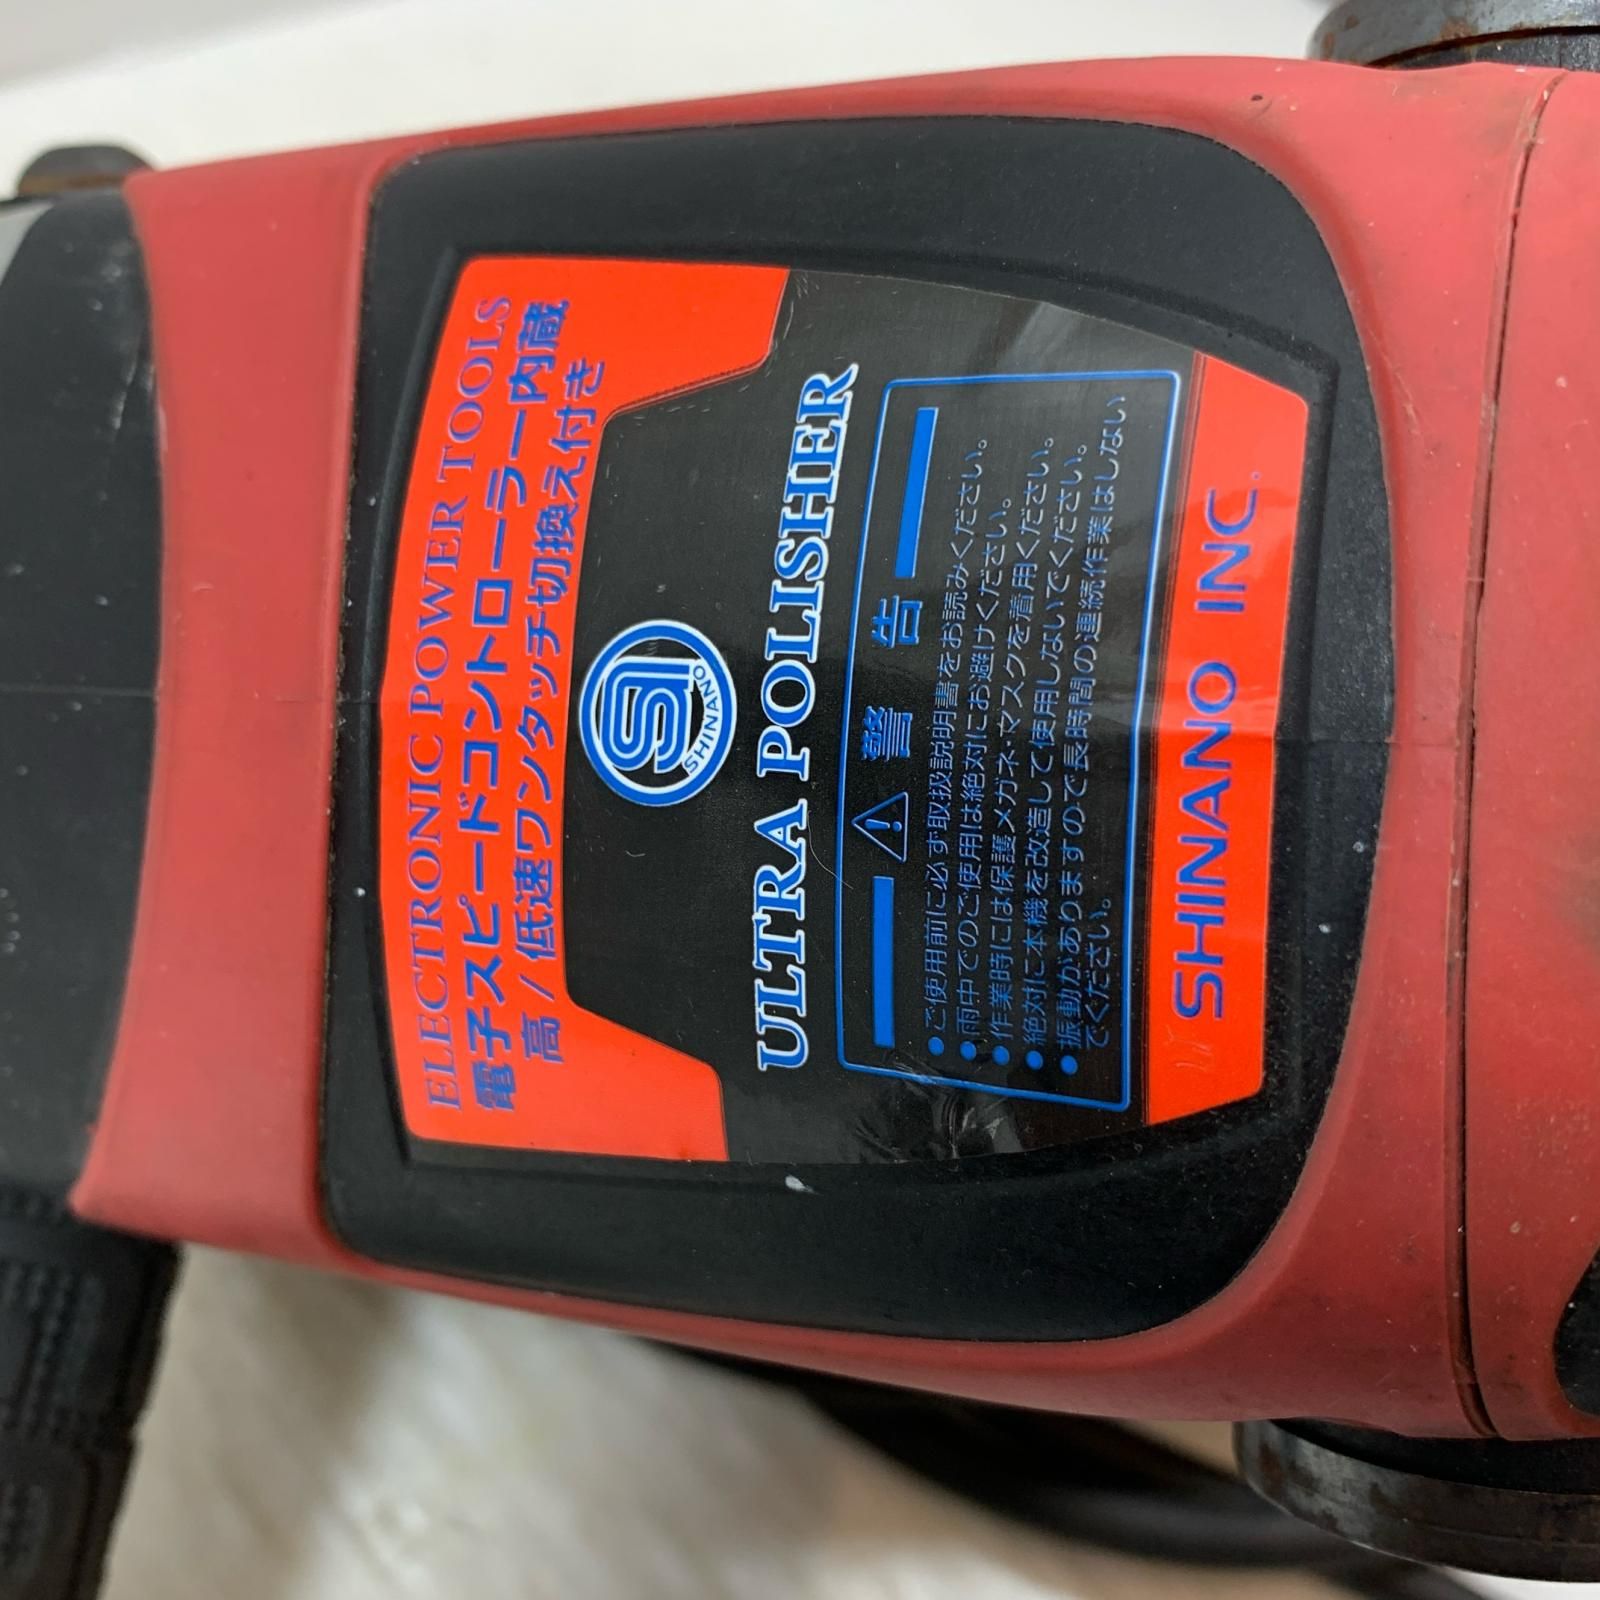 ELECTRONIC POWER TOOLS
電子スピードコントローラー内蔵
高/低速ワンタッチ切換え付き
SI
SHINANO
ULTRA POLISHER
警告
●ご使用前に必ず取扱説明書をお読みください。
●雨中でのご使用は絶対にお避けください。
●作業時には保護メガネ・マスクを着用ください。
●絶対に本機を改造して使用しないでください。
●振動がありますので長時間の連続作業はしない
でください。
SHINANO INC.